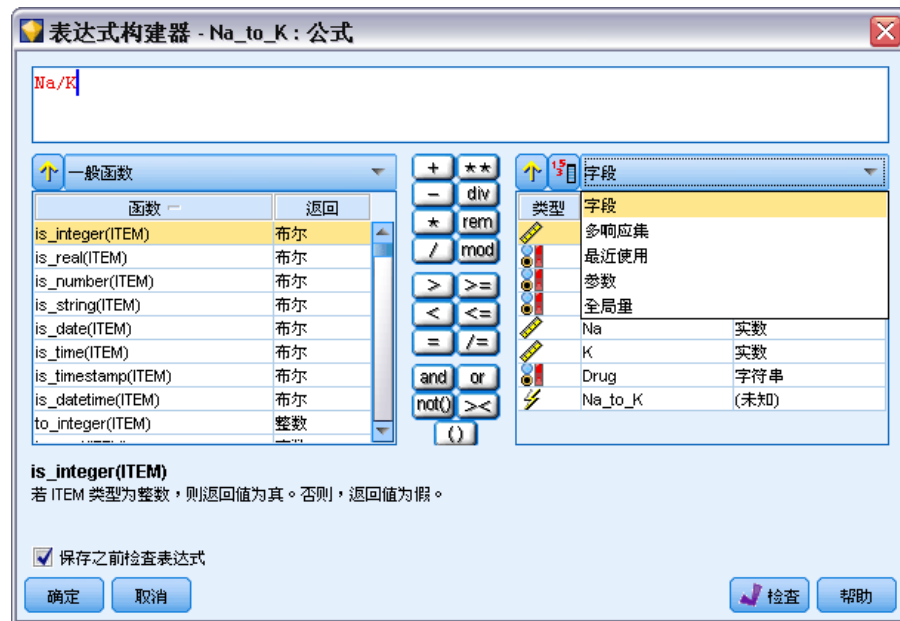 表达式构建器 - Na_to_K : 公式
Na/K
一般函数
函数 返回
is_integer(ITEM) 布尔
is_real(ITEM) 布尔
is_number(ITEM) 布尔
is_string(ITEM) 布尔
is_date(ITEM) 布尔
is_time(ITEM) 布尔
is_timestamp(ITEM) 布尔
is_datetime(ITEM) 布尔
to_integer(ITEM) 整数
+ **
- div
* rem
/ mod
> >=
< <=
= /=
and or
not() ><
()
字段
类型
字段
多响应集
最近使用
参数
全局量
Na 实数
K 实数
Drug 字符串
Na_to_K (未知)
is_integer(ITEM)
若 ITEM 类型为整数，则返回值为真。否则，返回值为假。
保存之前检查表达式
确定 取消 检查 帮助